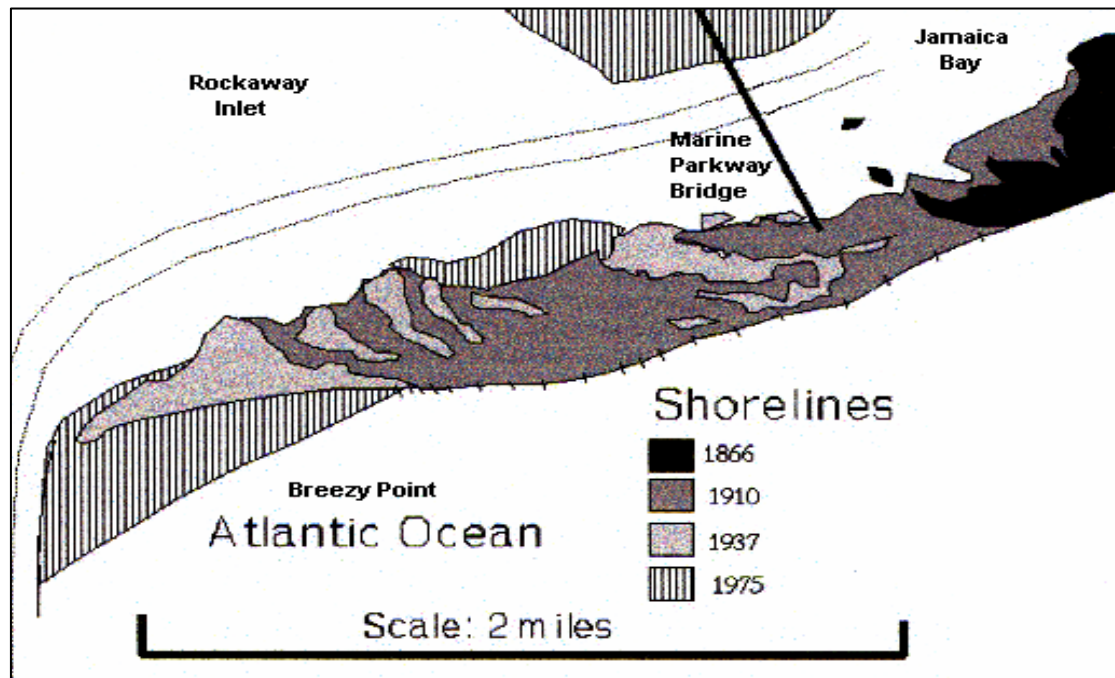 Jamaica
Bay
Rockaway
Inlet
Marine
Parkway
Bridge
Shorelines
1866
1910
1937
1975
Breezy Point
Atlantic Ocean
Scale: 2 miles